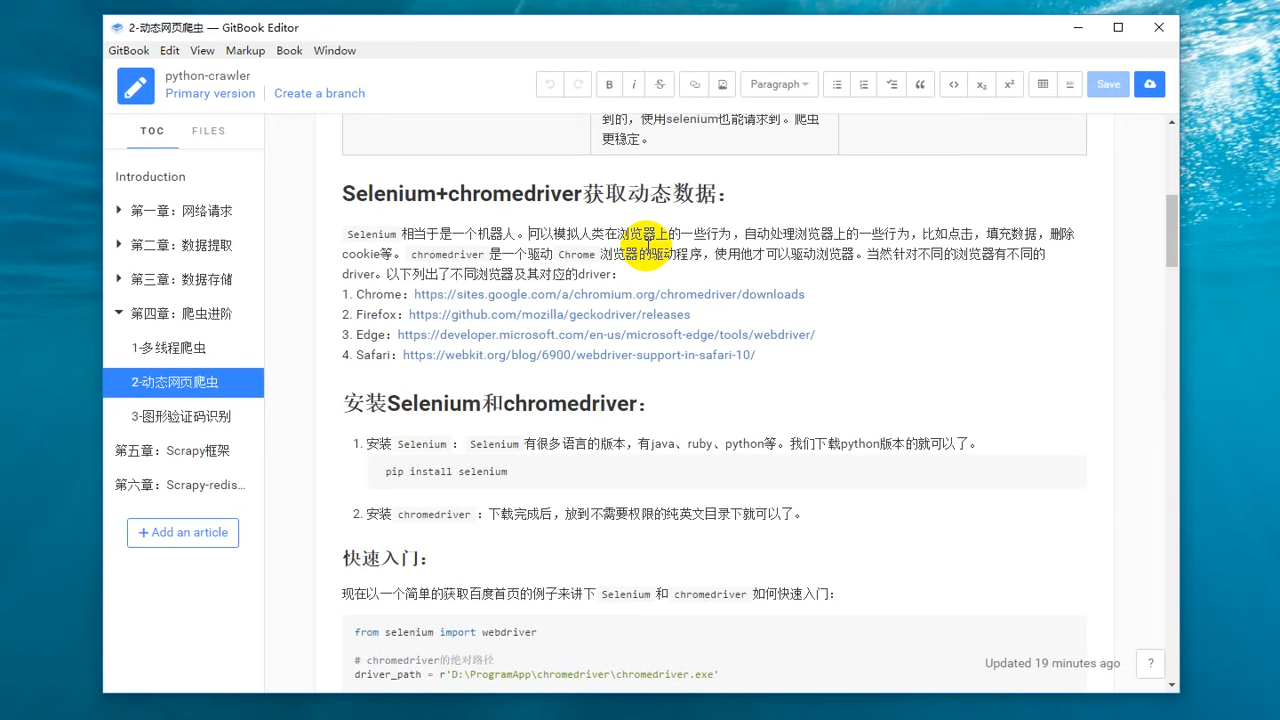 2-动态网页爬虫 — GitBook Editor
GitBook Edit View Markup Book Window
python-crawler
Primary version Create a branch
B i S Paragraph x₂ x² Save
TOC FILES
Introduction
第一章：网络请求
第二章：数据提取
第三章：数据存储
第四章：爬虫进阶
1-多线程爬虫
2-动态网页爬虫
3-图形验证码识别
第五章：Scrapy框架
第六章：Scrapy-redis...
+ Add an article
到的，使用selenium也能请求到。爬虫
更稳定。
Selenium+chromedriver获取动态数据：
Selenium 相当于是一个机器人。可以模拟人类在浏览器上的一些行为，自动处理浏览器上的一些行为，比如点击，填充数据，删除
cookie等。 chromedriver 是一个驱动 Chrome 浏览器的驱动程序，使用他才可以驱动浏览器。当然针对不同的浏览器有不同的
driver。以下列出了不同浏览器及其对应的driver：
1. Chrome：https://sites.google.com/a/chromium.org/chromedriver/downloads
2. Firefox：https://github.com/mozilla/geckodriver/releases
3. Edge：https://developer.microsoft.com/en-us/microsoft-edge/tools/webdriver/
4. Safari：https://webkit.org/blog/6900/webdriver-support-in-safari-10/
安装Selenium和chromedriver：
1. 安装 Selenium ： Selenium 有很多语言的版本，有java、ruby、python等。我们下载python版本的就可以了。
pip install selenium
2. 安装 chromedriver ：下载完成后，放到不需要权限的纯英文目录下就可以了。
快速入门：
现在以一个简单的获取百度首页的例子来讲下 Selenium 和 chromedriver 如何快速入门：
from selenium import webdriver
# chromedriver的绝对路径
driver_path = r'D:\ProgramApp\chromedriver\chromedriver.exe'
Updated 19 minutes ago ?